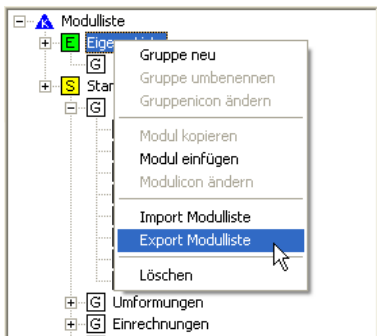 Modulliste
E
G
S
G
Gruppe neu
Gruppe umbenennen
Gruppenicon ändern
Modul kopieren
Modul einfügen
Modulicon ändern
Import Modulliste
Export Modulliste
Löschen
G Umformungen
G Einrechnungen